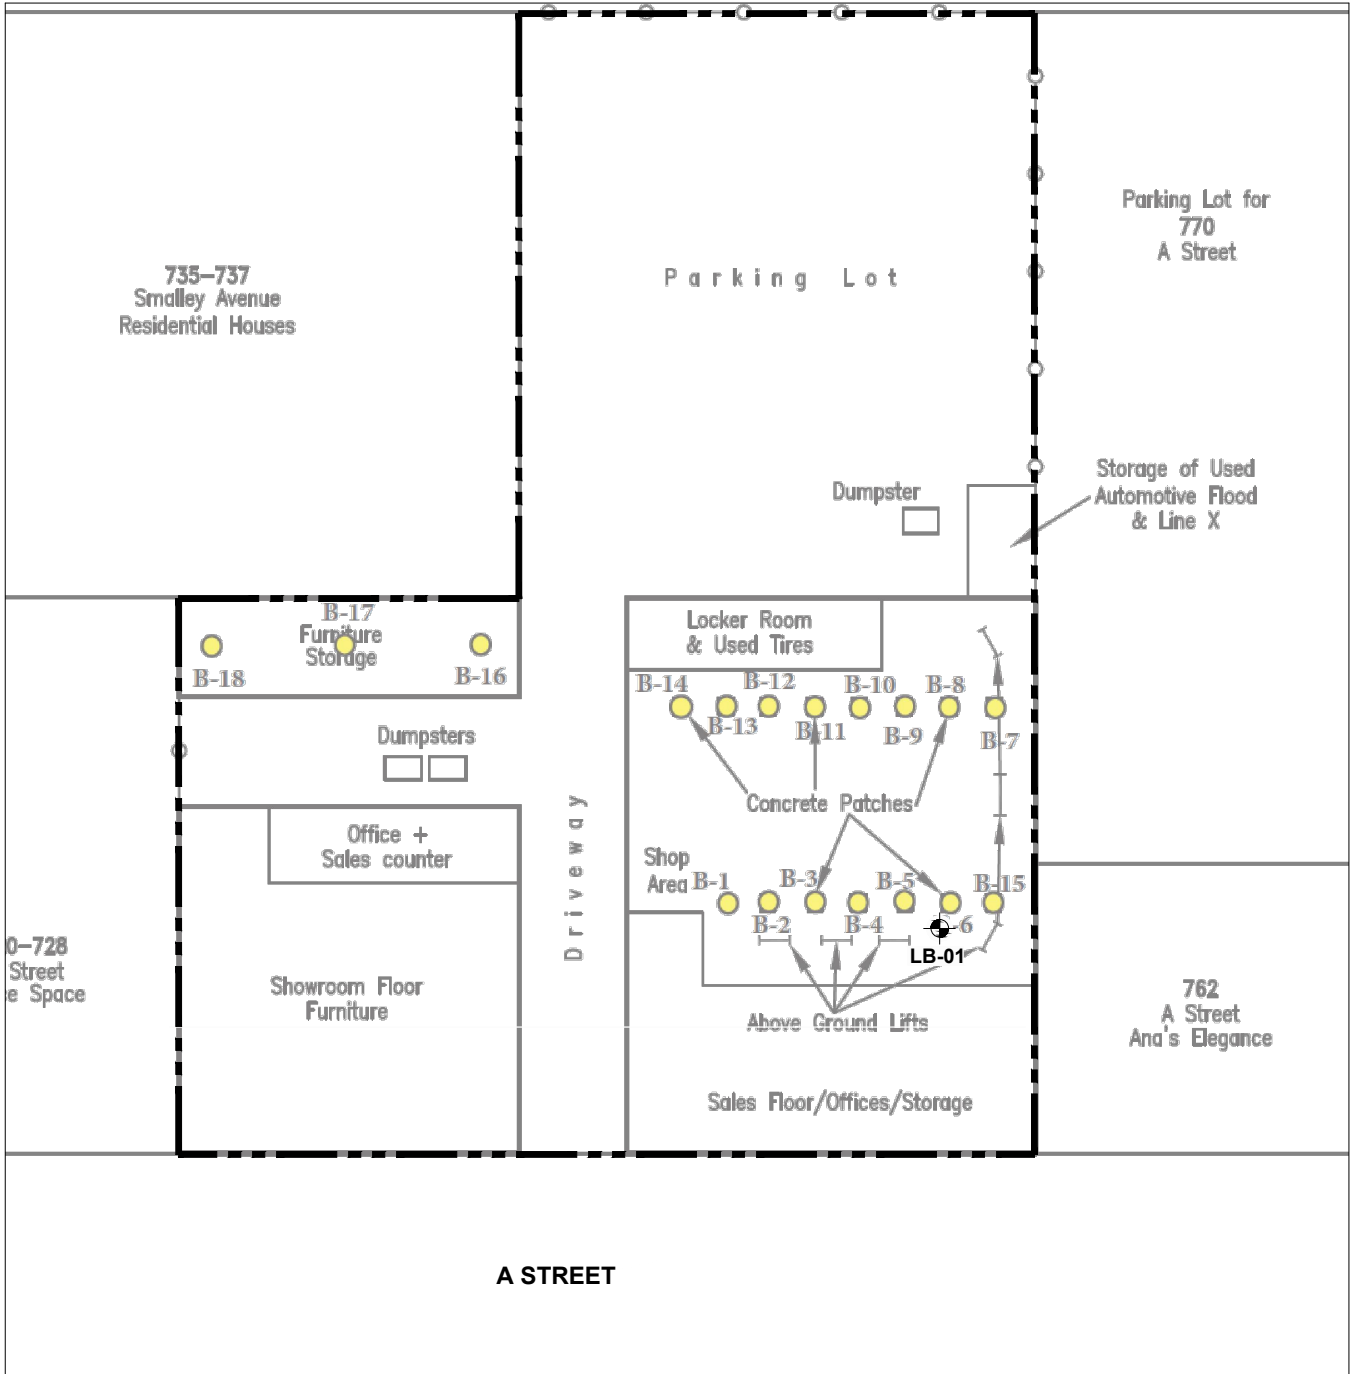 Parking Lot for
770
A Street
735-737
Smalley Avenue
Residential Houses
Parking Lot
Storage of Used
Automotive Flood
& Line X
Dumpster
B-17
Furniture
Storage
B-18
B-16
Locker Room
& Used Tires
B-14
B-12
B-10
B-8
B-13
B-11
B-9
B-7
Dumpsters
Concrete Patches
Driveway
Office +
Sales counter
Shop
Area
B-1
B-3
B-5
B-15
B-2
B-4
-6
LB-01
0-728
Street
e Space
Showroom Floor
Furniture
Above Ground Lifts
762
A Street
Ana's Elegance
Sales Floor/Offices/Storage
A STREET